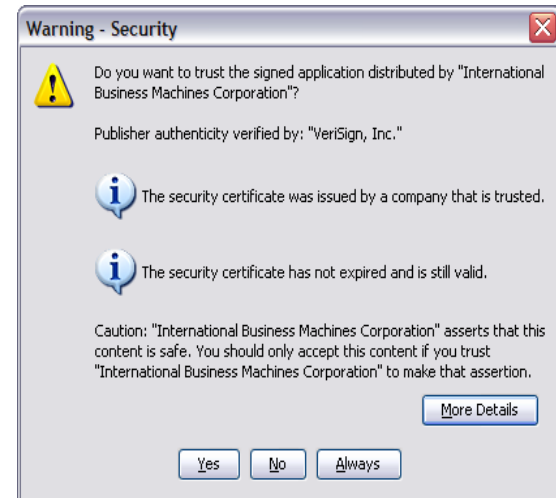 Warning - Security
Do you want to trust the signed application distributed by "International
Business Machines Corporation"?
Publisher authenticity verified by: "VeriSign, Inc."
The security certificate was issued by a company that is trusted.
The security certificate has not expired and is still valid.
Caution: "International Business Machines Corporation" asserts that this
content is safe. You should only accept this content if you trust
"International Business Machines Corporation" to make that assertion.
More Details
Yes No Always